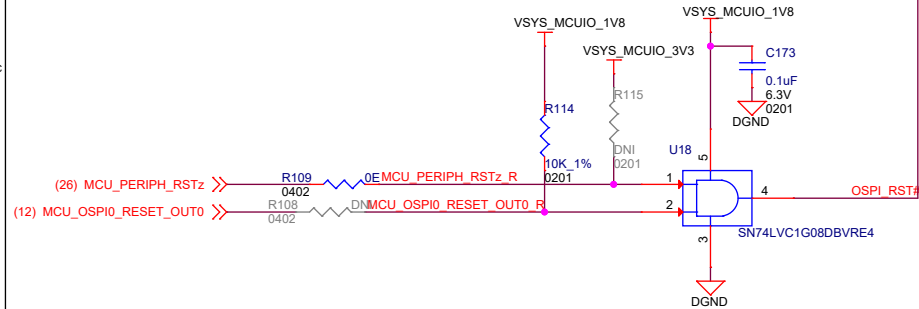 VSYS_MCUIO_1V8
VSYS_MCUIO_1V8
VSYS_MCUIO_3V3
C173
0.1uF
6.3V
0201
DGND
R115
R114
DNI
0201
10K_1%
0201
U18
5
(26) MCU_PERIPH_RSTz
R109
0402
0E
MCU_PERIPH_RSTz_R
1
4
OSPI_RST#
(12) MCU_OSPI0_RESET_OUT0
R108
0402
DNI
MCU_OSPI0_RESET_OUT0_R
2
SN74LVC1G08DBVRE4
3
DGND